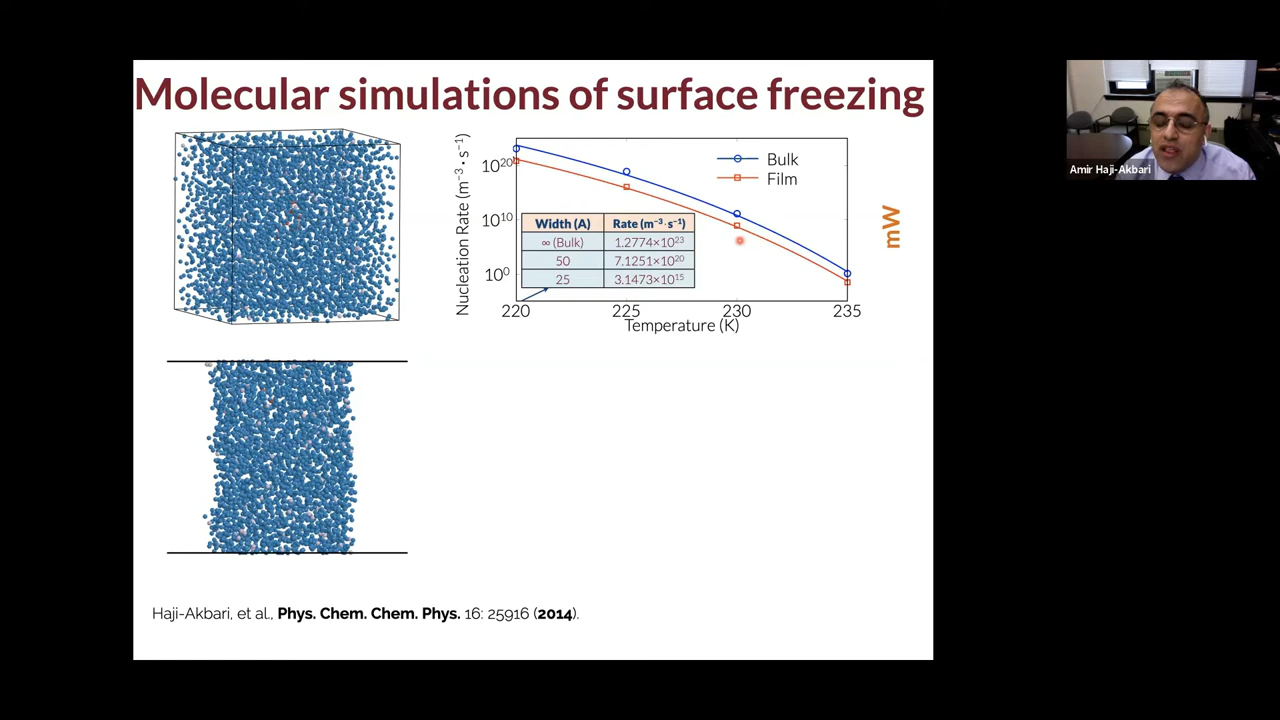 Molecular simulations of surface freezing
Nucleation Rate (m⁻³·s⁻¹)
10²⁰
10¹⁰
10⁰
Bulk
Film
Width (A) Rate (m⁻³·s⁻¹)
∞ (Bulk) 1.2774×10²³
50 7.1251×10²⁰
25 3.1473×10¹⁵
220 225 230 235
Temperature (K)
mW
Haji-Akbari, et al., Phys. Chem. Chem. Phys. 16: 25916 (2014).
Amir Haji-Akbari